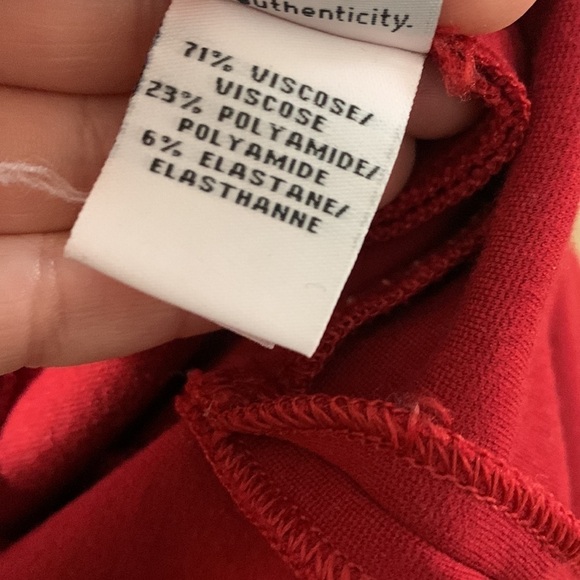 authenticity.
71% VISCOSE/
VISCOSE
23% POLYAMIDE/
POLYAMIDE
6% ELASTANE/
ELASTHANNE